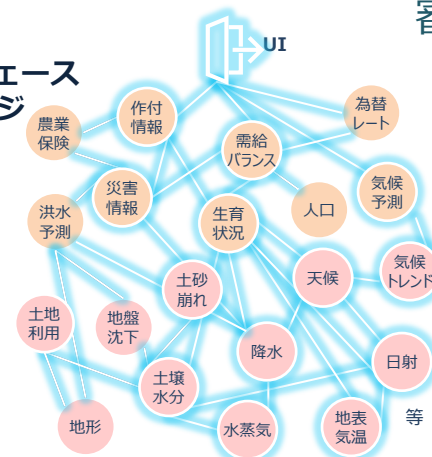 審
UI
ェース
ジ
農業
保険
作付
情報
需給
バランス
為替
レート
災害
情報
洪水
予測
生育
状況
人口
気候
予測
土砂
崩れ
天候
気候
トレンド
土地
利用
地盤
沈下
降水
日射
土壌
水分
地形
水蒸気
地表
気温
等